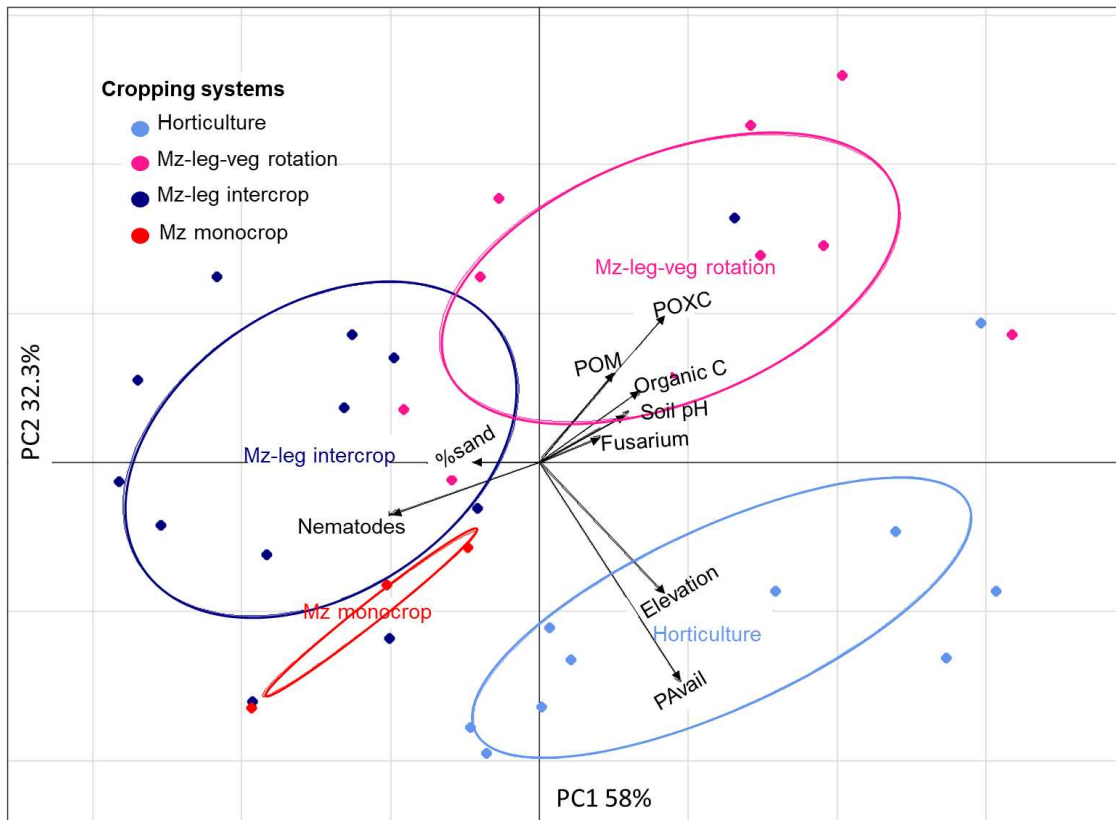 Cropping systems
Horticulture
Mz-leg-veg rotation
Mz-leg intercrop
Mz monocrop
Mz-leg-veg rotation
POXC
POM
Organic C
Soil pH
Fusarium
%sand
Mz-leg intercrop
Nematodes
Elevation
Mz monocrop
Horticulture
PAvail
PC2 32.3%
PC1 58%